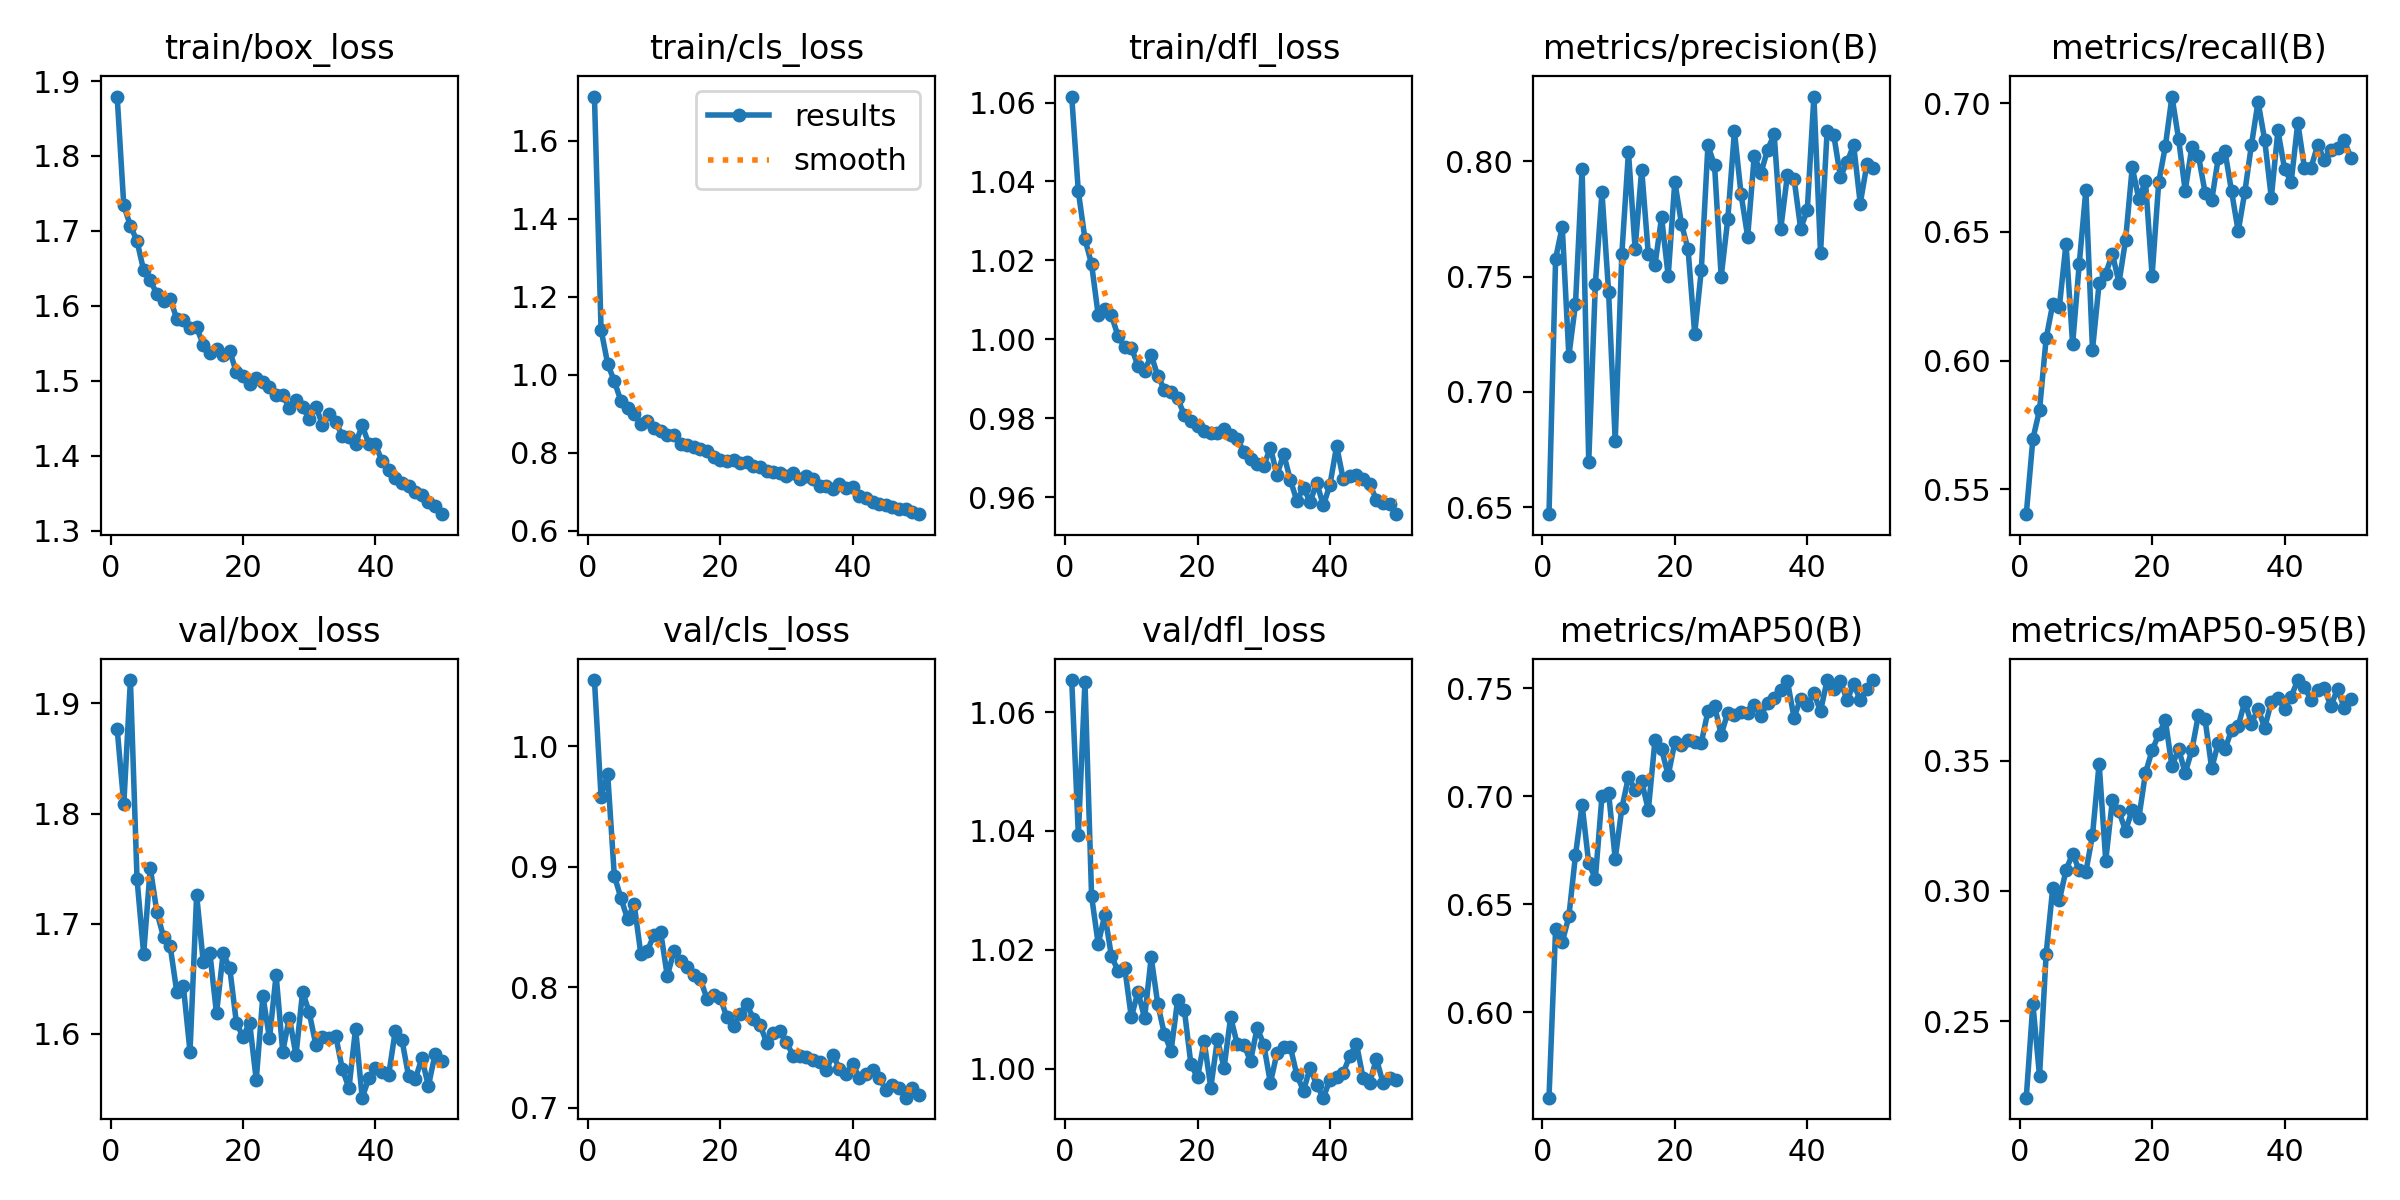 train/box_loss
train/cls_loss
train/dfl_loss
metrics/precision(B)
metrics/recall(B)
1.9
1.8
1.7
1.6
1.5
1.4
1.3
0 20 40
results
smooth
1.6
1.4
1.2
1.0
0.8
0.6
0 20 40
1.06
1.04
1.02
1.00
0.98
0.96
0 20 40
0.80
0.75
0.70
0.65
0 20 40
0.70
0.65
0.60
0.55
0 20 40
val/box_loss
val/cls_loss
val/dfl_loss
metrics/mAP50(B)
metrics/mAP50-95(B)
1.9
1.8
1.7
1.6
0 20 40
1.0
0.9
0.8
0.7
0 20 40
1.06
1.04
1.02
1.00
0 20 40
0.75
0.70
0.65
0.60
0 20 40
0.35
0.30
0.25
0 20 40